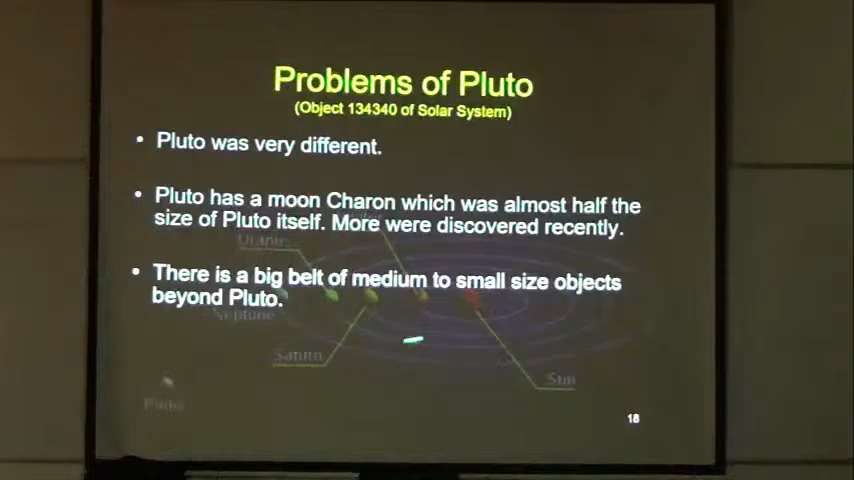 Problems of Pluto
(Object 134340 of Solar System)
• Pluto was very different.
• Pluto has a moon Charon which was almost half the
size of Pluto itself. More were discovered recently.
Uranus
• There is a big belt of medium to small size objects
beyond Pluto.
Neptune
Saturn
Sun
Pluto
18